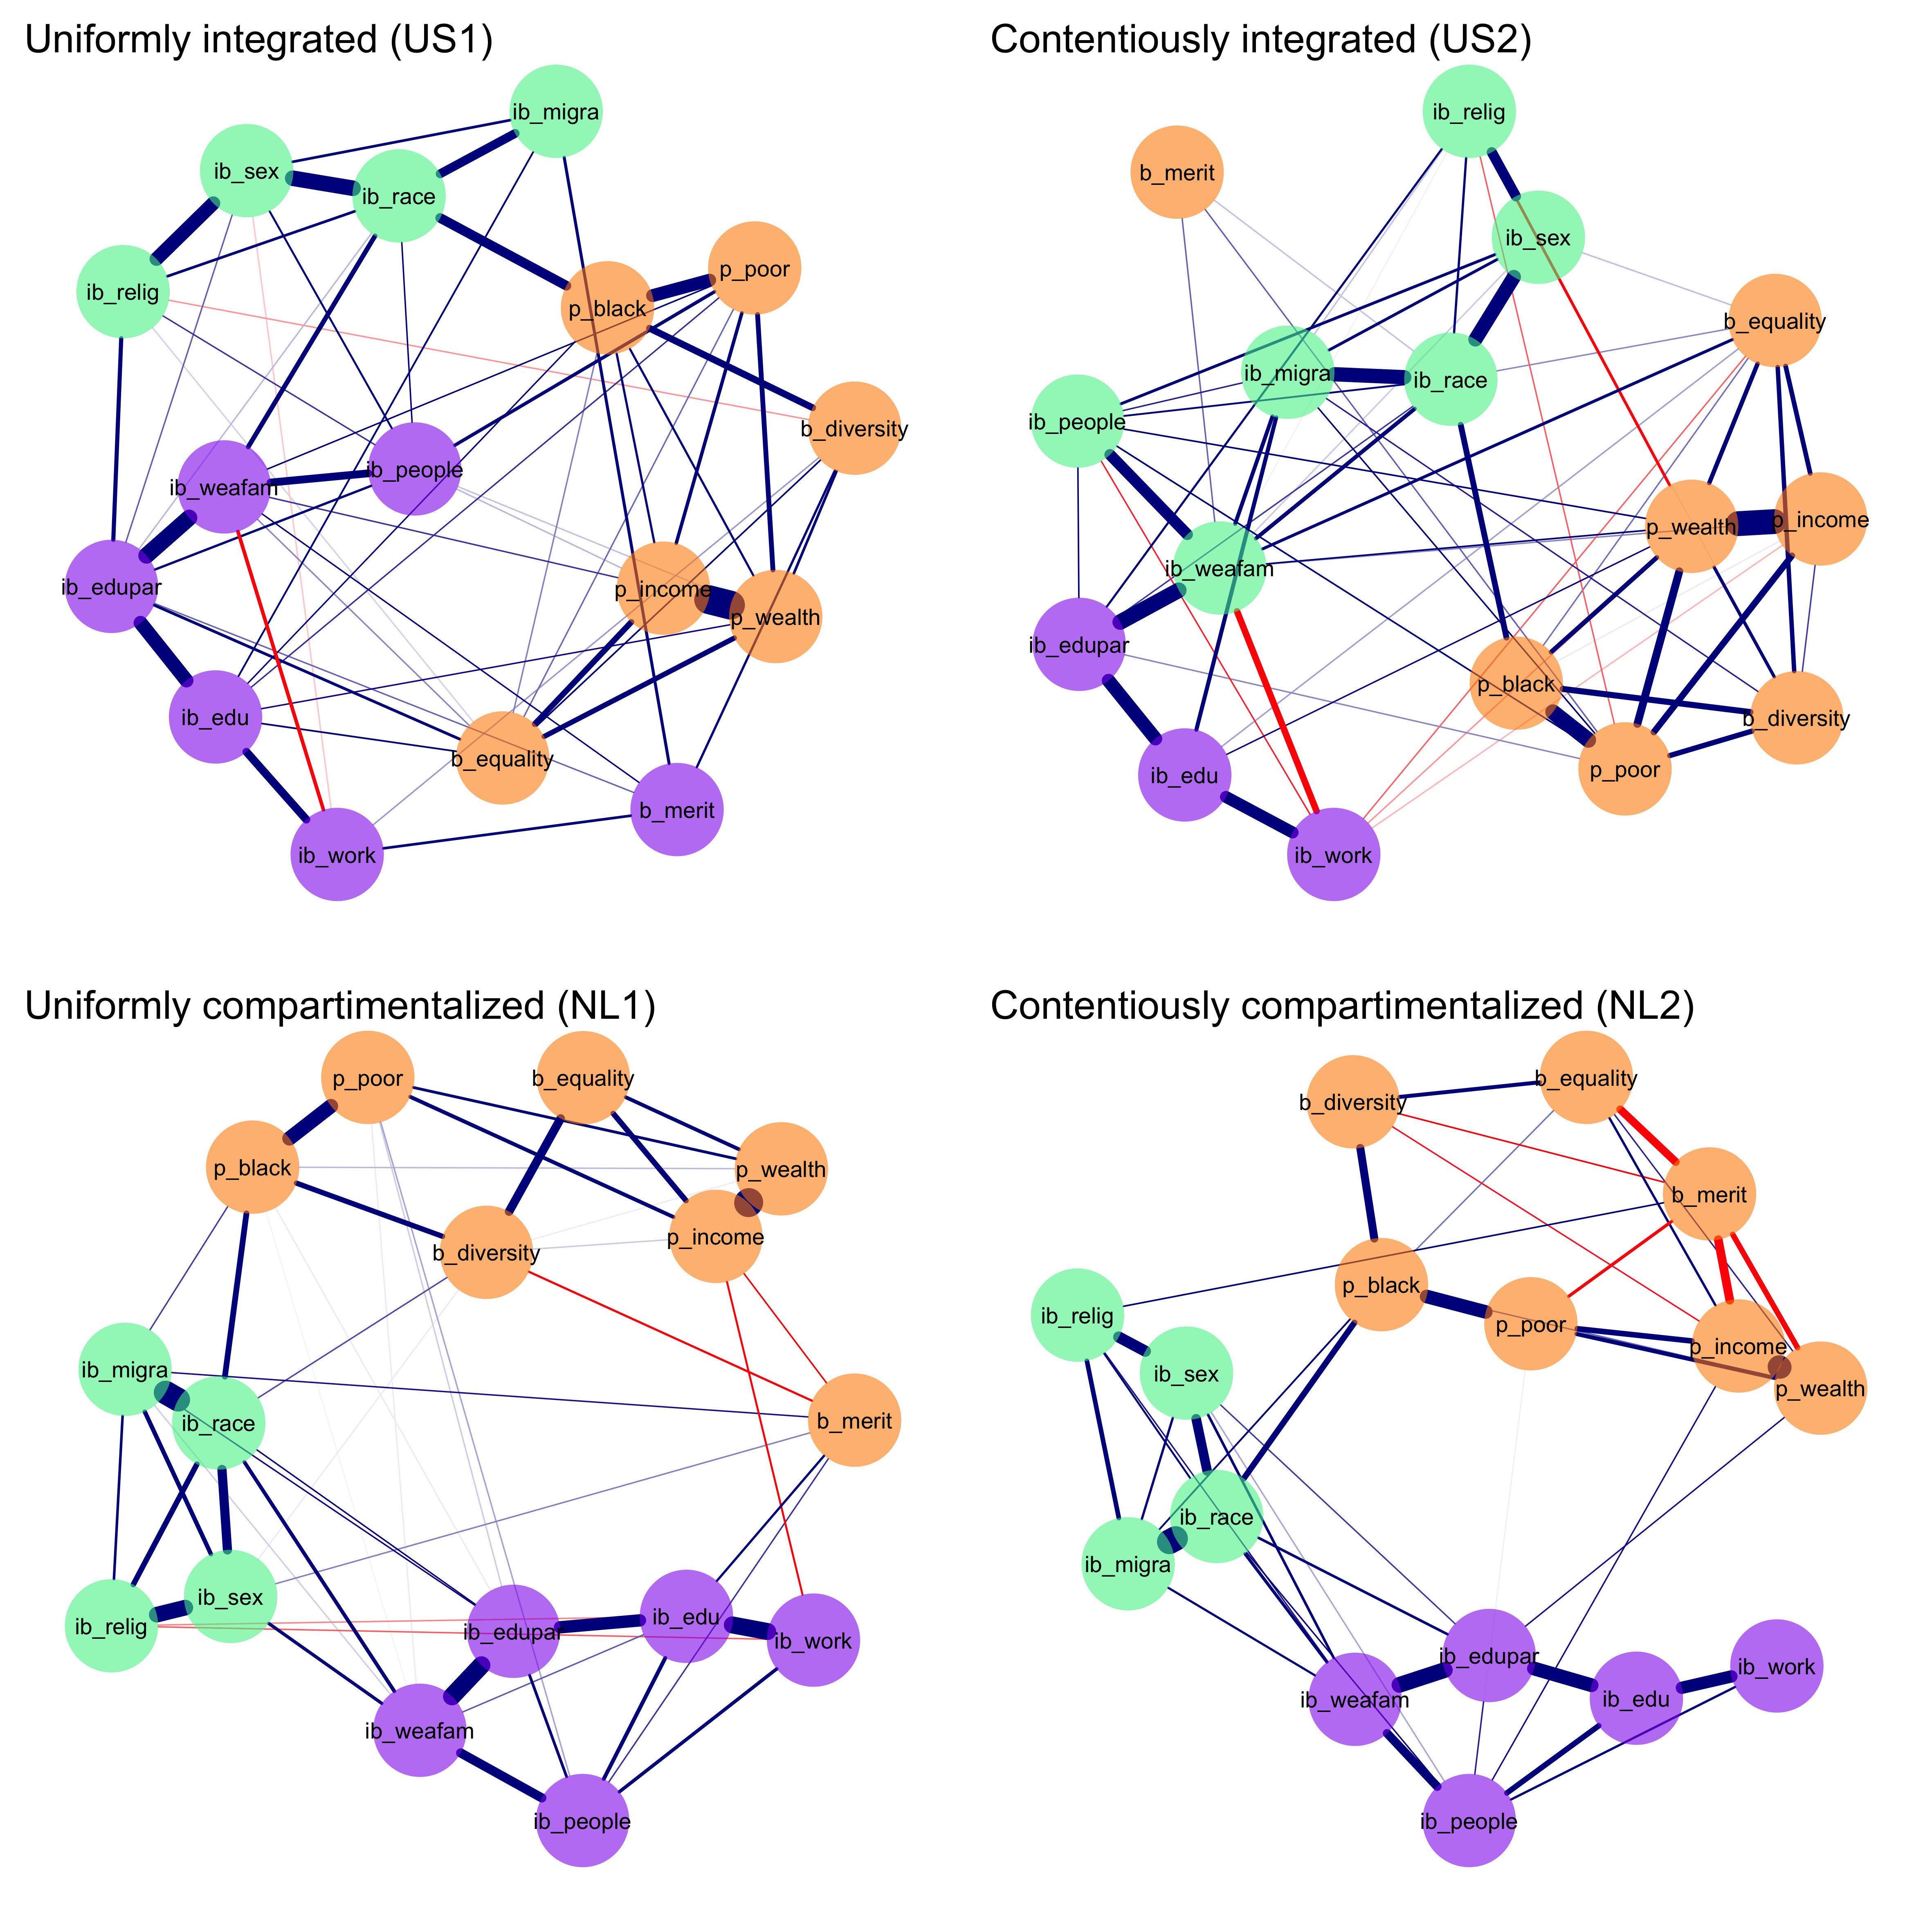 Uniformly integrated (US1)
ib_migra
ib_sex
ib_race
p_poor
ib_relig
p_black
b_diversity
ib_people
ib_weafam
ib_edupar
p_income
p_wealth
ib_edu
b_equality
b_merit
ib_work
Contentiously integrated (US2)
ib_relig
b_merit
ib_sex
b_equality
ib_migra
ib_race
ib_people
p_wealth
p_income
ib_weafam
ib_edupar
p_black
b_diversity
p_poor
ib_edu
ib_work
Uniformly compartimentalized (NL1)
p_poor
b_equality
p_black
p_wealth
p_income
b_diversity
ib_migra
ib_race
b_merit
ib_sex
ib_relig
ib_edupar
ib_edu
ib_work
ib_weafam
ib_people
Contentiously compartimentalized (NL2)
b_equality
b_diversity
b_merit
p_black
ib_relig
p_poor
p_income
ib_sex
p_wealth
ib_race
ib_migra
ib_edupar
ib_work
ib_weafam
ib_edu
ib_people